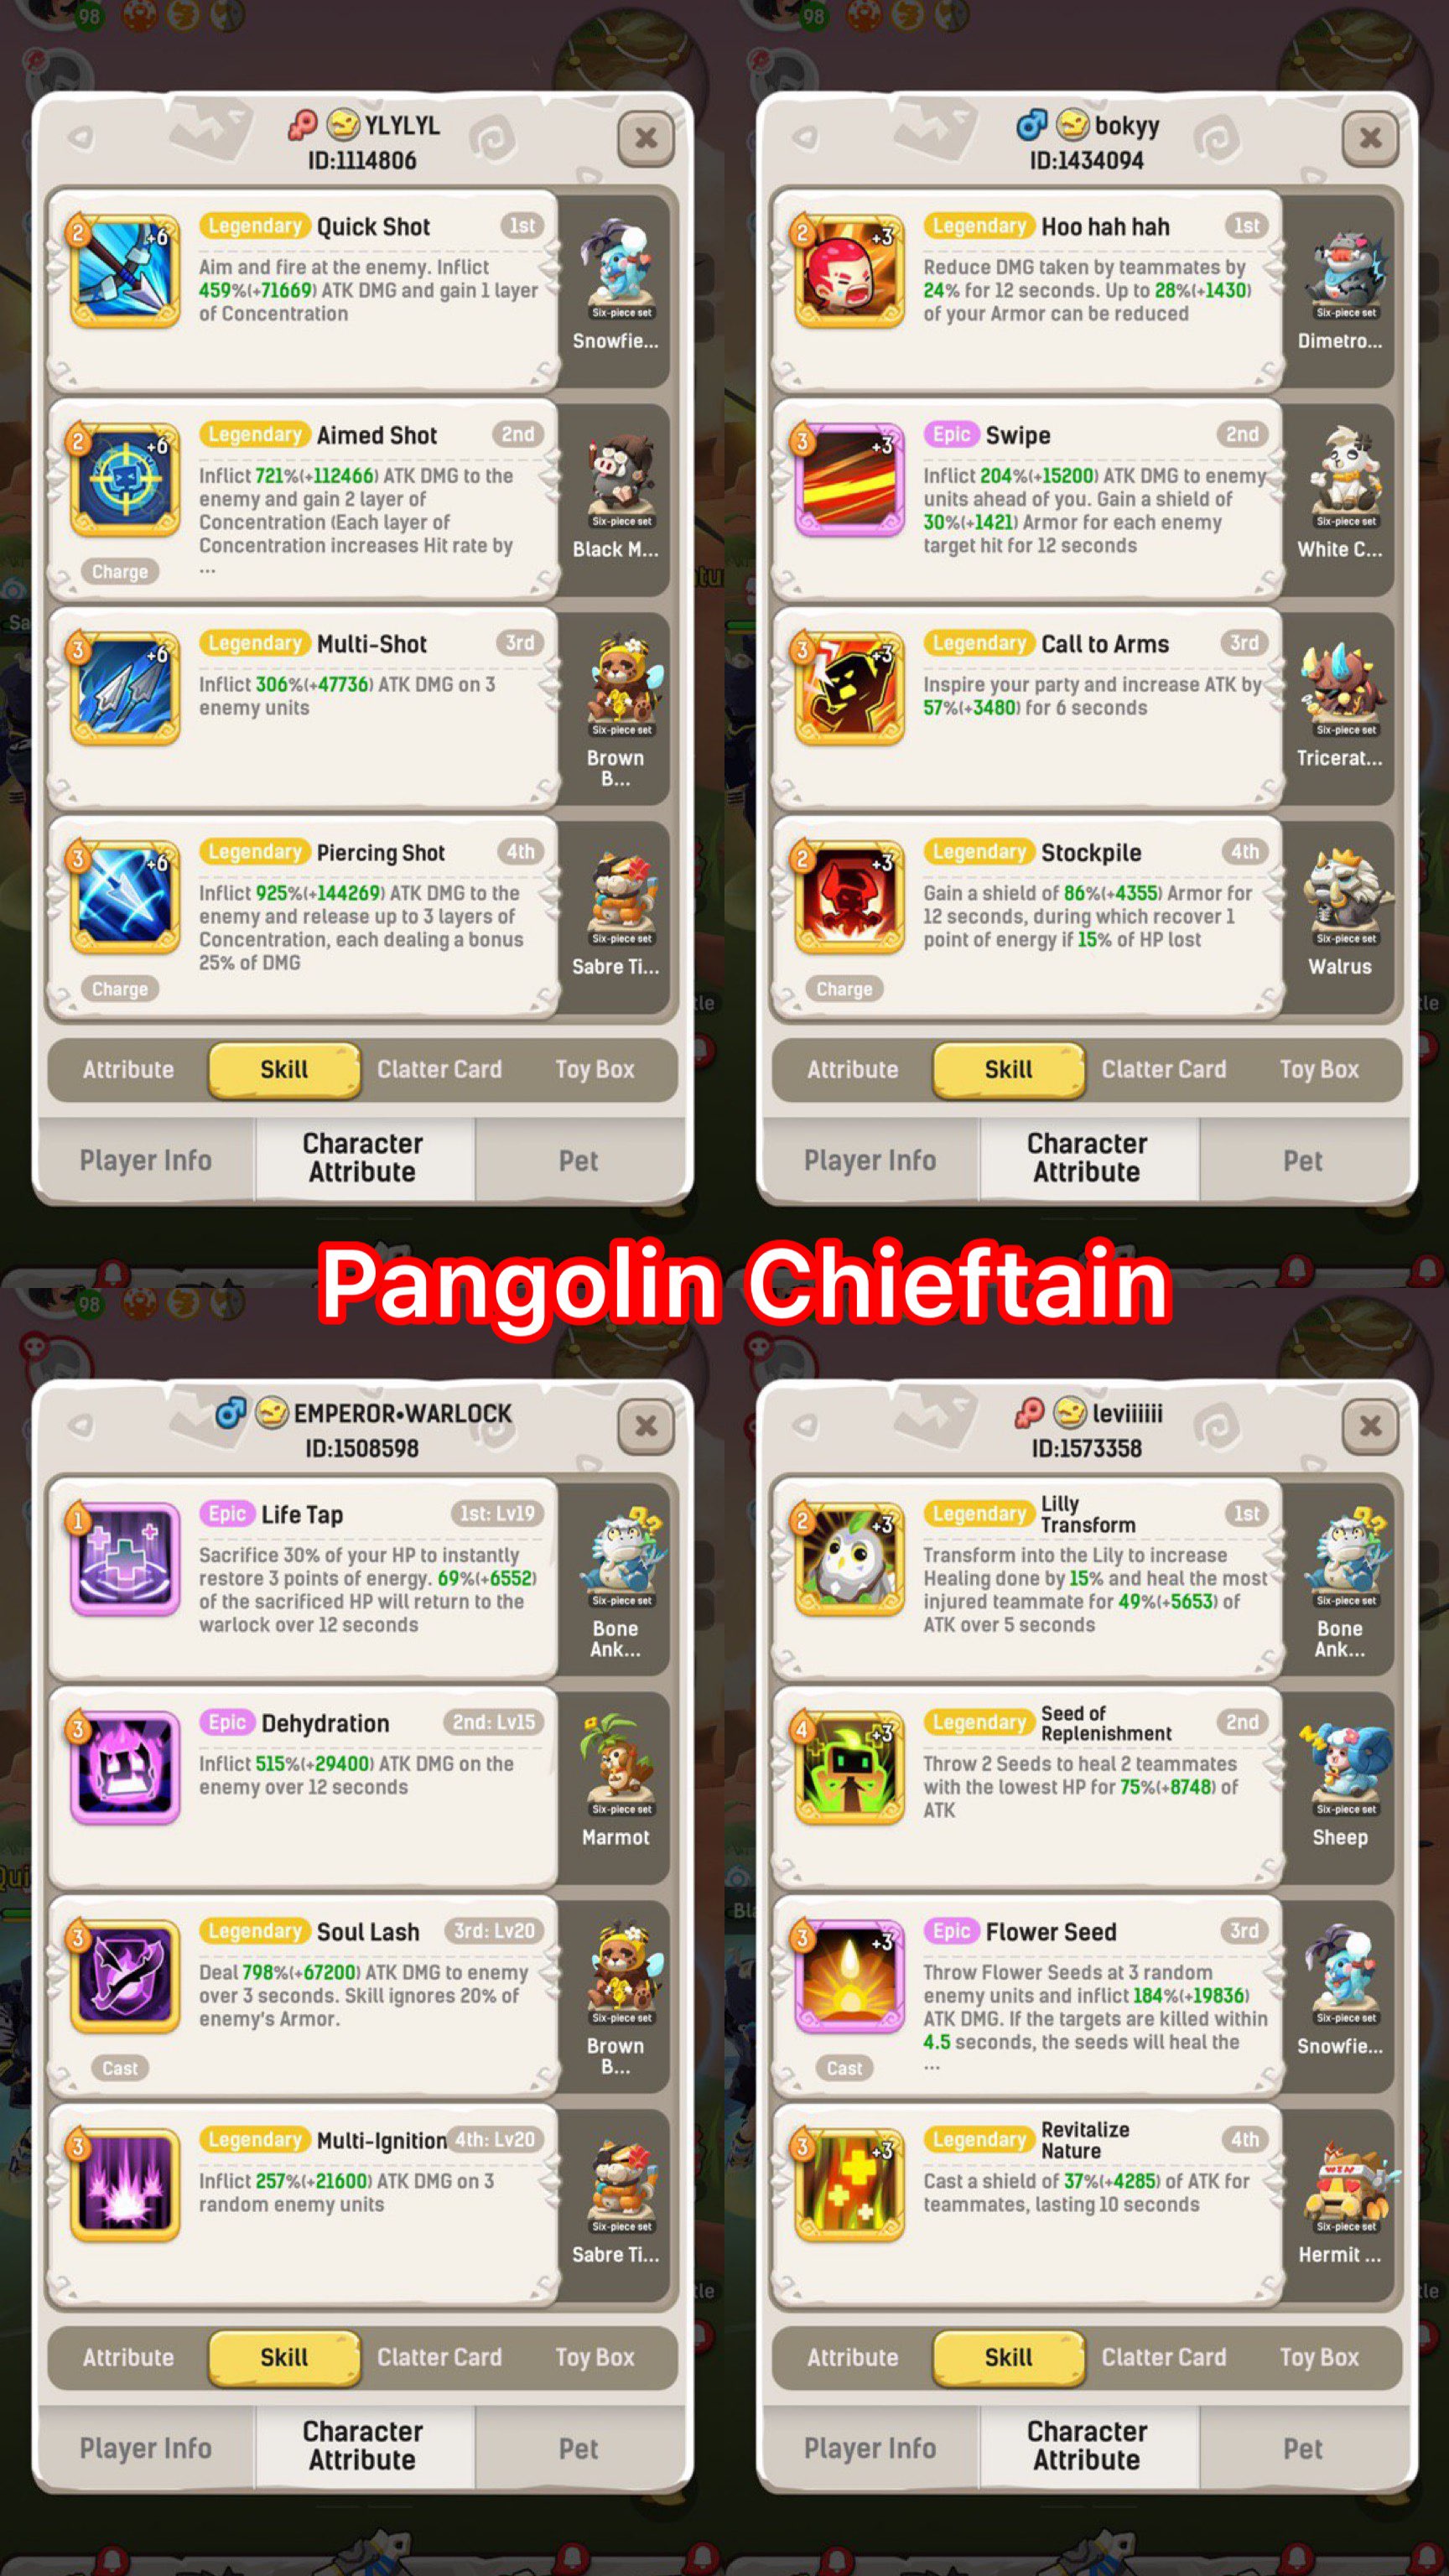 98
YLYLYL
ID:1114806
2
+6
Legendary Quick Shot 1st
Aim and fire at the enemy. Inflict
459%(+71669) ATK DMG and gain 1 layer
of Concentration
Six-piece set
Snowfie...
2
+6
Legendary Aimed Shot 2nd
Inflict 721%(+112466) ATK DMG to the
enemy and gain 2 layer of
Concentration (Each layer of
Concentration increases Hit rate by
...
Charge
Six-piece set
Black M...
3
+6
Legendary Multi-Shot 3rd
Inflict 306%(+47736) ATK DMG on 3
enemy units
Six-piece set
Brown
B...
3
+6
Legendary Piercing Shot 4th
Inflict 925%(+144269) ATK DMG to the
enemy and release up to 3 layers of
Concentration, each dealing a bonus
25% of DMG
Charge
Six-piece set
Sabre Ti...
Attribute Skill Clatter Card Toy Box
Player Info Character Attribute Pet
98
bokyy
ID:1434094
2
+3
Legendary Hoo hah hah 1st
Reduce DMG taken by teammates by
24% for 12 seconds. Up to 28%(+1430)
of your Armor can be reduced
Six-piece set
Dimetro...
3
+3
Epic Swipe 2nd
Inflict 204%(+15200) ATK DMG to enemy
units ahead of you. Gain a shield of
30%(+1421) Armor for each enemy
target hit for 12 seconds
Six-piece set
White C...
3
+3
Legendary Call to Arms 3rd
Inspire your party and increase ATK by
57%(+3480) for 6 seconds
Six-piece set
Tricerat...
2
+3
Legendary Stockpile 4th
Gain a shield of 86%(+4355) Armor for
12 seconds, during which recover 1
point of energy if 15% of HP lost
Charge
Six-piece set
Walrus
Attribute Skill Clatter Card Toy Box
Player Info Character Attribute Pet
Pangolin Chieftain
98
EMPEROR•WARLOCK
ID:1508598
1
Epic Life Tap 1st: Lv19
Sacrifice 30% of your HP to instantly
restore 3 points of energy. 69%(+6552)
of the sacrificed HP will return to the
warlock over 12 seconds
Six-piece set
Bone
Ank...
3
Epic Dehydration 2nd: Lv15
Inflict 515%(+29400) ATK DMG on the
enemy over 12 seconds
Six-piece set
Marmot
3
Legendary Soul Lash 3rd: Lv20
Deal 798%(+67200) ATK DMG to enemy
over 3 seconds. Skill ignores 20% of
enemy's Armor.
Cast
Six-piece set
Brown
B...
3
Legendary Multi-Ignition 4th: Lv20
Inflict 257%(+21600) ATK DMG on 3
random enemy units
Six-piece set
Sabre Ti...
Attribute Skill Clatter Card Toy Box
Player Info Character Attribute Pet
leviiiiii
ID:1573358
2
+3
Legendary Lilly
Transform 1st
Transform into the Lily to increase
Healing done by 15% and heal the most
injured teammate for 49%(+5653) of
ATK over 5 seconds
Six-piece set
Bone
Ank...
4
+3
Legendary Seed of
Replenishment 2nd
Throw 2 Seeds to heal 2 teammates
with the lowest HP for 75%(+8748) of
ATK
Six-piece set
Sheep
3
+3
Epic Flower Seed 3rd
Throw Flower Seeds at 3 random
enemy units and inflict 184%(+19836)
ATK DMG. If the targets are killed within
4.5 seconds, the seeds will heal the
...
Cast
Six-piece set
Snowfie...
3
+3
Legendary Revitalize
Nature 4th
Cast a shield of 37%(+4285) of ATK for
teammates, lasting 10 seconds
WIN
Six-piece set
Hermit ...
Attribute Skill Clatter Card Toy Box
Player Info Character Attribute Pet